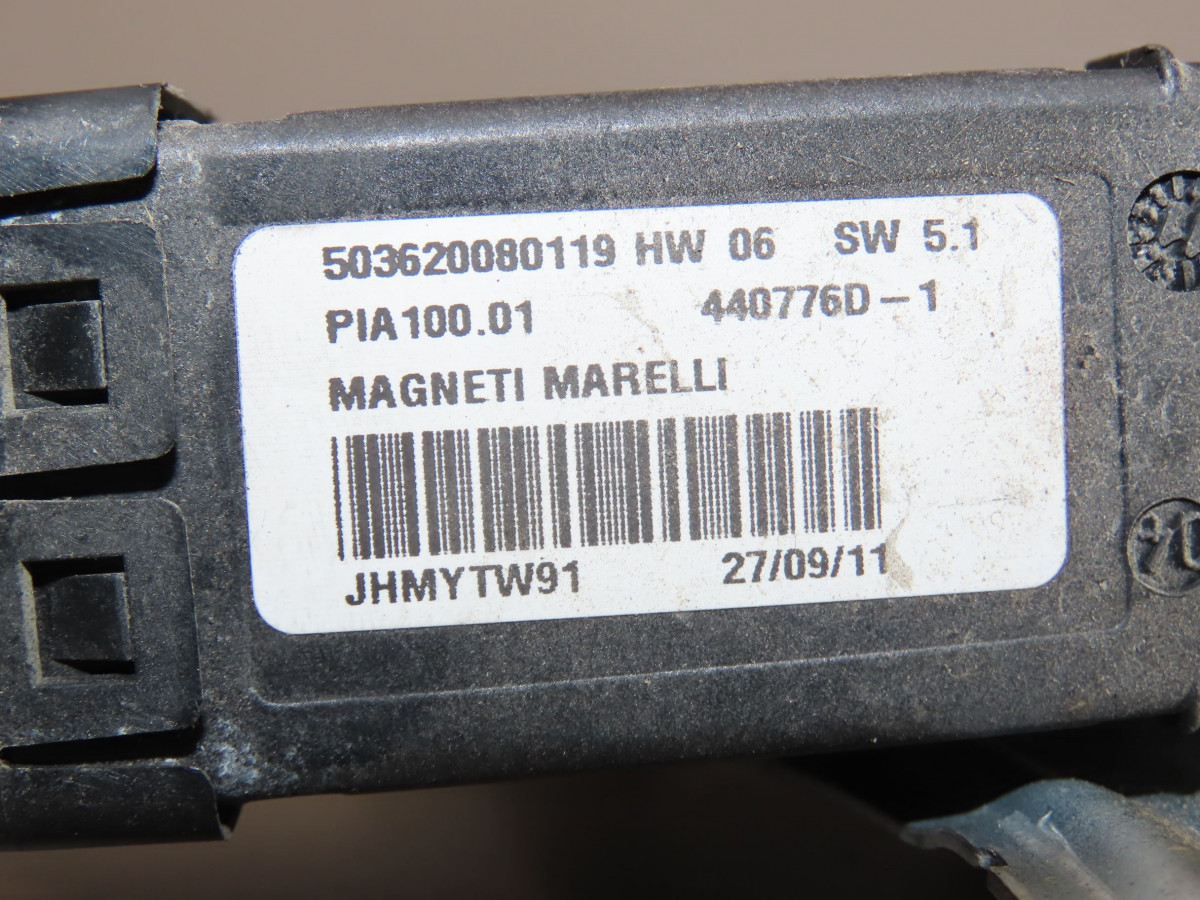 503620080119 HW 06 SW 5.1
PIA100.01 440776D-1
MAGNETI MARELLI
JHMYTW91 27/09/11